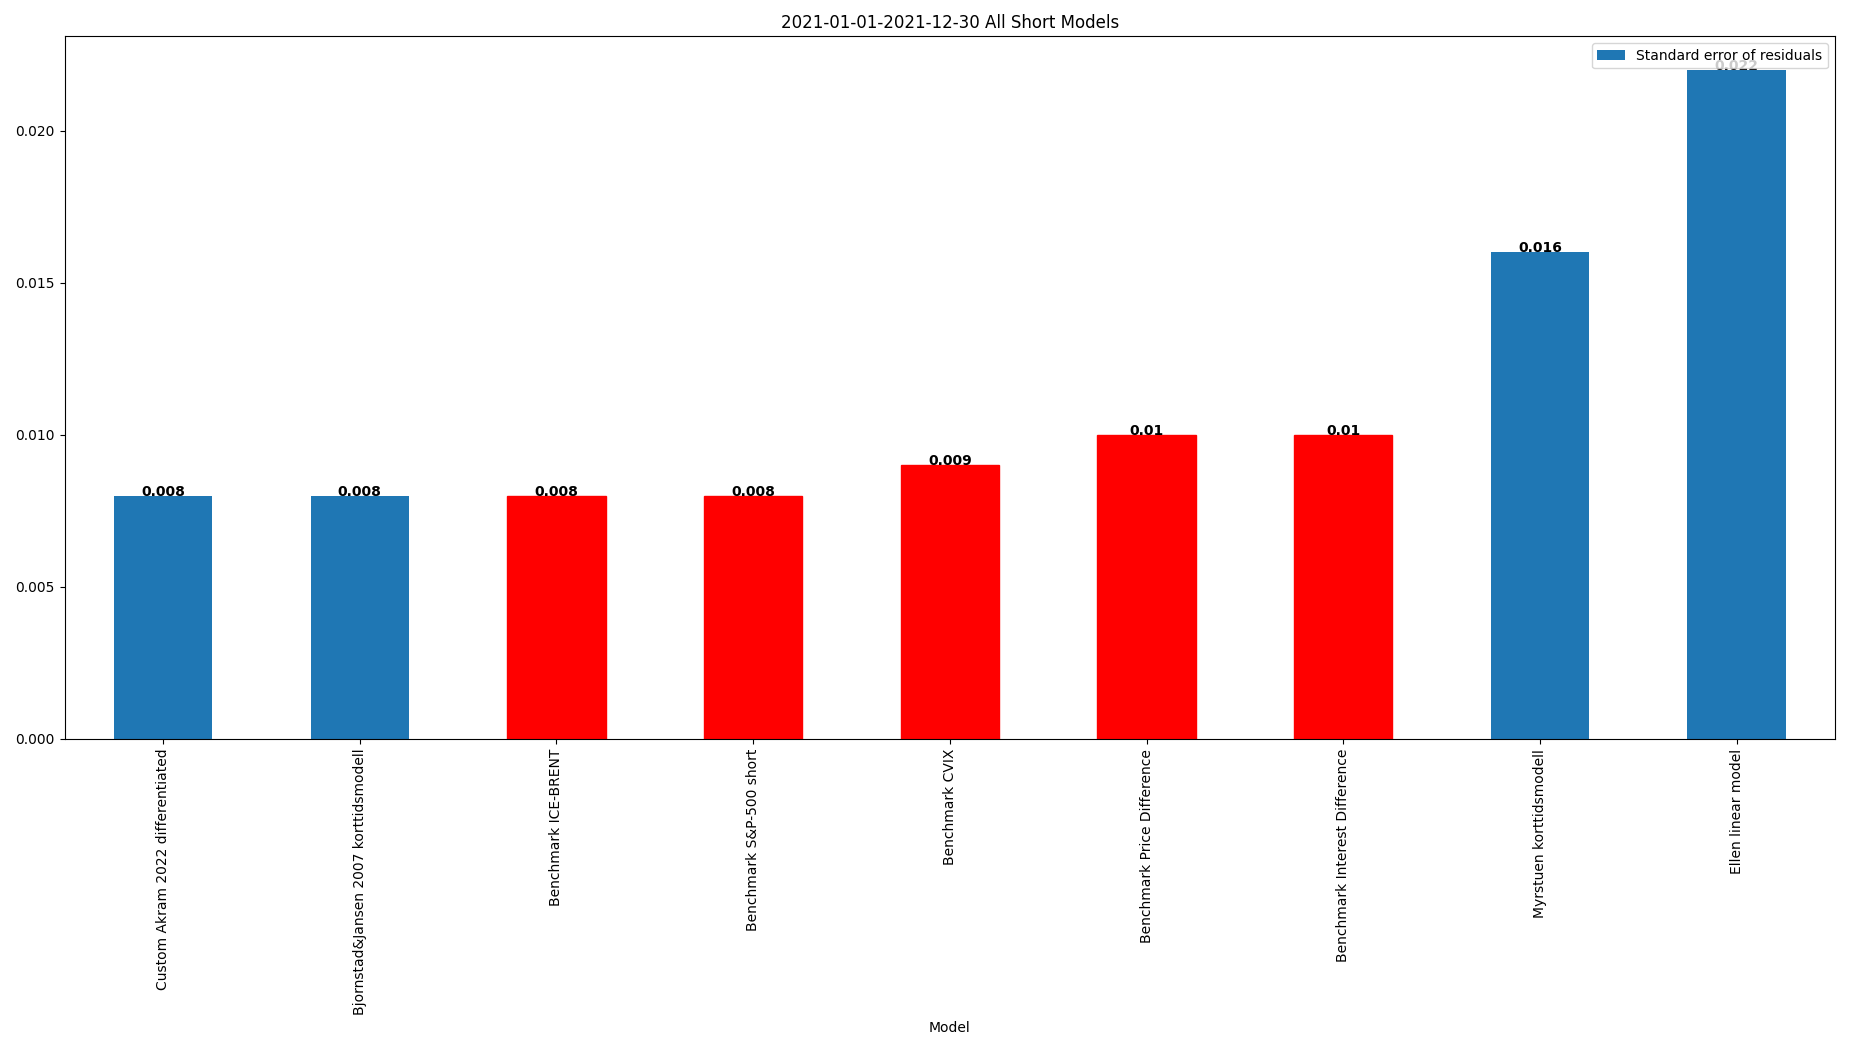 2021-01-01-2021-12-30 All Short Models
Standard error of residuals
0.022
0.020
0.015
0.010
0.005
0.000
0.008
0.008
0.008
0.008
0.009
0.01
0.01
0.016
Custom Akram 2022 differentiated
Bjornstad&Jansen 2007 korttidsmodell
Benchmark ICE-BRENT
Benchmark S&P-500 short
Benchmark CVIX
Benchmark Price Difference
Benchmark Interest Difference
Myrstuen korttidsmodell
Ellen linear model
Model